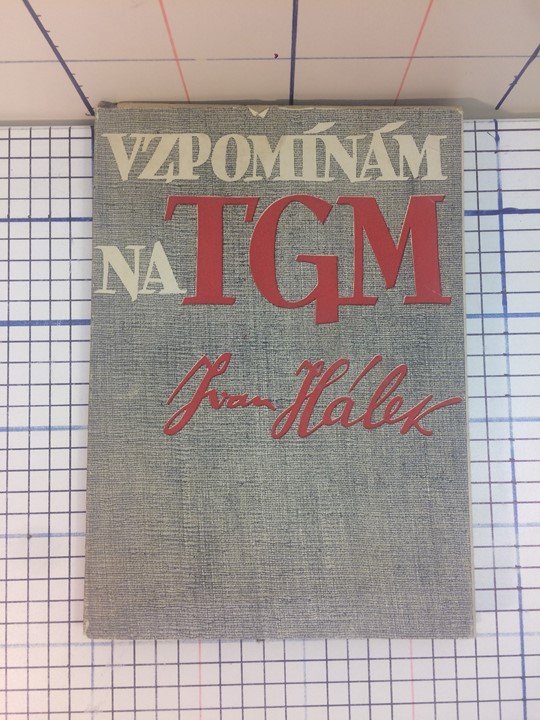 VZPOMÍNÁM
NA TGM
Ivan Hálek